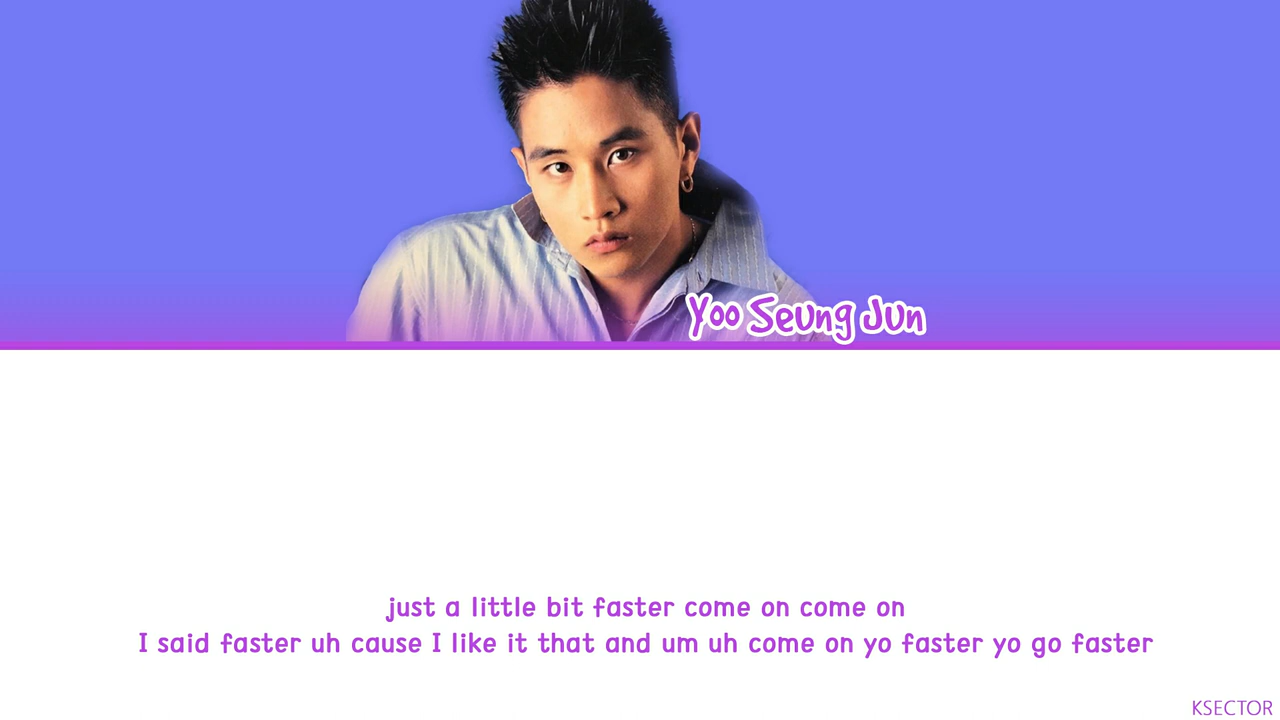 Yoo Seung Jun
just a little bit faster come on come on
I said faster uh cause I like it that and um uh come on yo faster yo go faster
KSECTOR